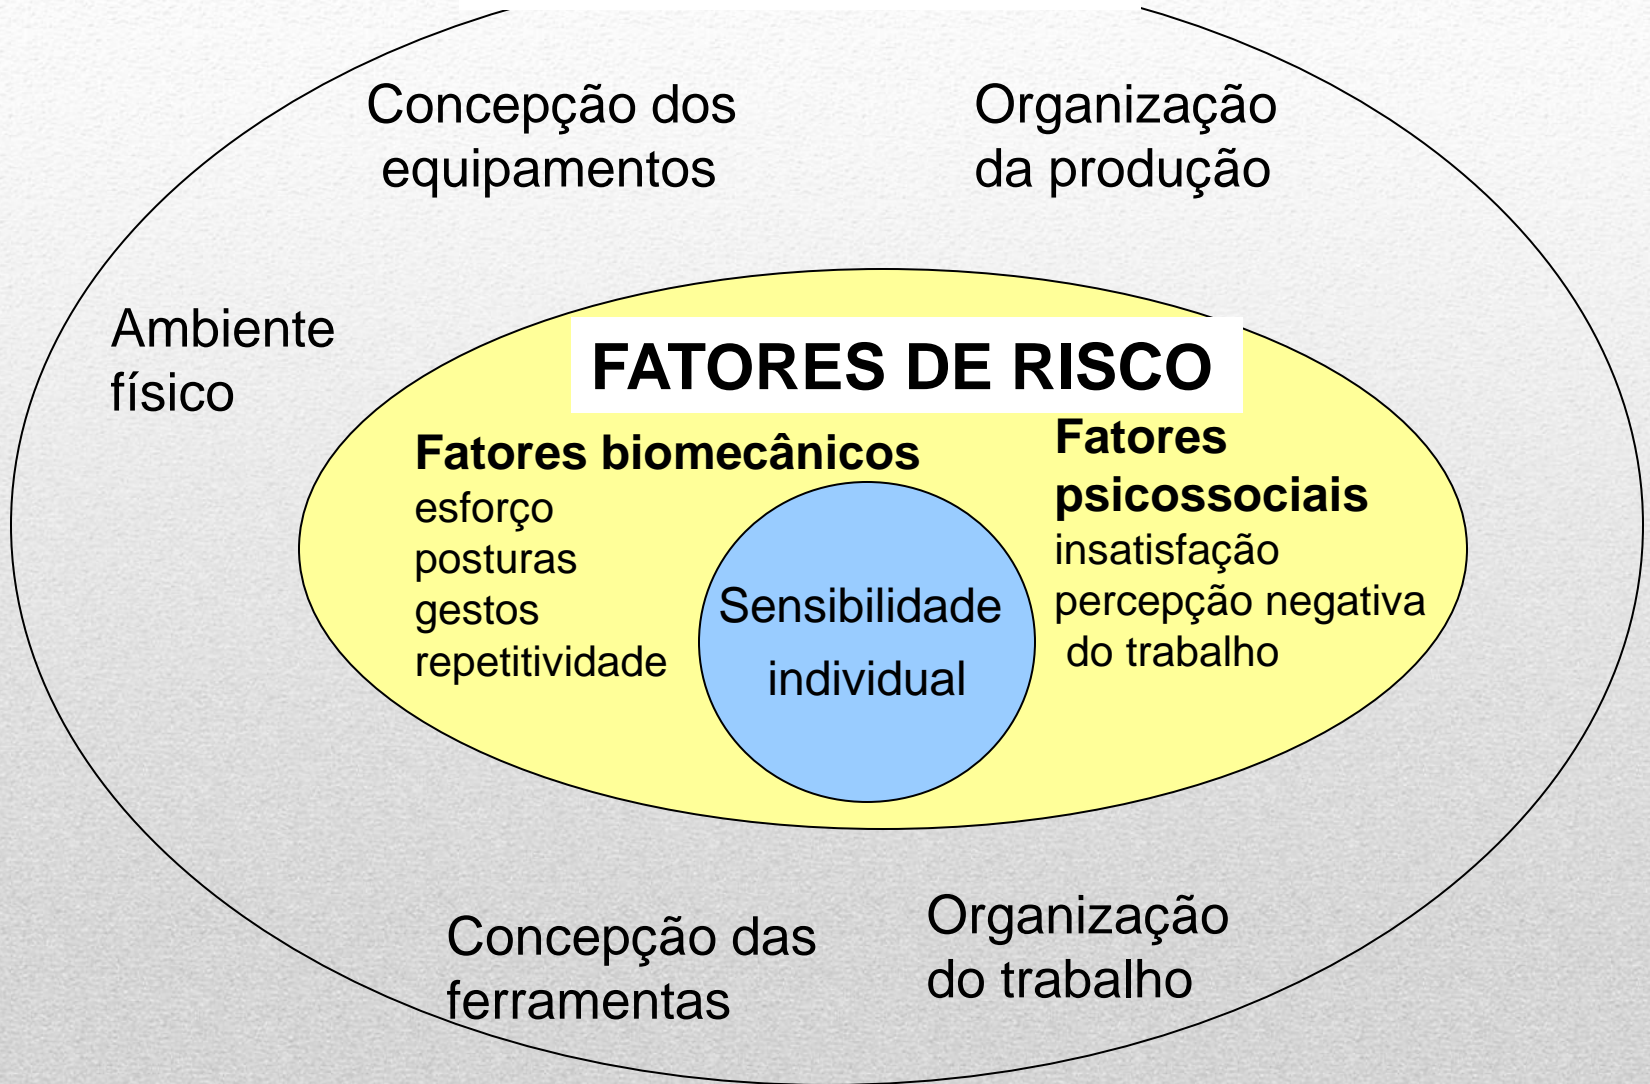 Concepção dos
equipamentos
Organização
da produção
Ambiente
físico
FATORES DE RISCO
Fatores biomecânicos
esforço
posturas
gestos
repetitividade
Fatores
psicossociais
insatisfação
percepção negativa
do trabalho
Sensibilidade
individual
Concepção das
ferramentas
Organização
do trabalho